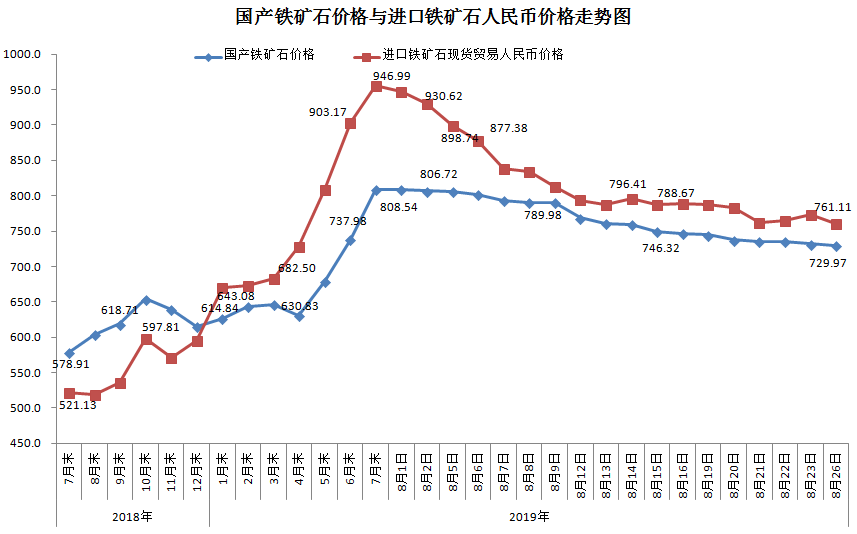 国产铁矿石价格与进口铁矿石人民币价格走势图
国产铁矿石价格
进口铁矿石现货贸易人民币价格
1000.0
950.0
900.0
850.0
800.0
750.0
700.0
650.0
600.0
550.0
500.0
450.0
578.91
618.71
614.84
643.08
630.83
737.98
808.54
806.72
789.98
746.32
729.97
521.13
597.81
682.50
903.17
946.99
930.62
898.74
877.38
796.41
788.67
761.11
7月末
8月末
9月末
10月末
11月末
12月末
1月末
2月末
3月末
4月末
5月末
6月末
7月末
8月1日
8月2日
8月5日
8月6日
8月7日
8月8日
8月9日
8月12日
8月13日
8月14日
8月15日
8月16日
8月19日
8月20日
8月21日
8月22日
8月23日
8月26日
2018年
2019年